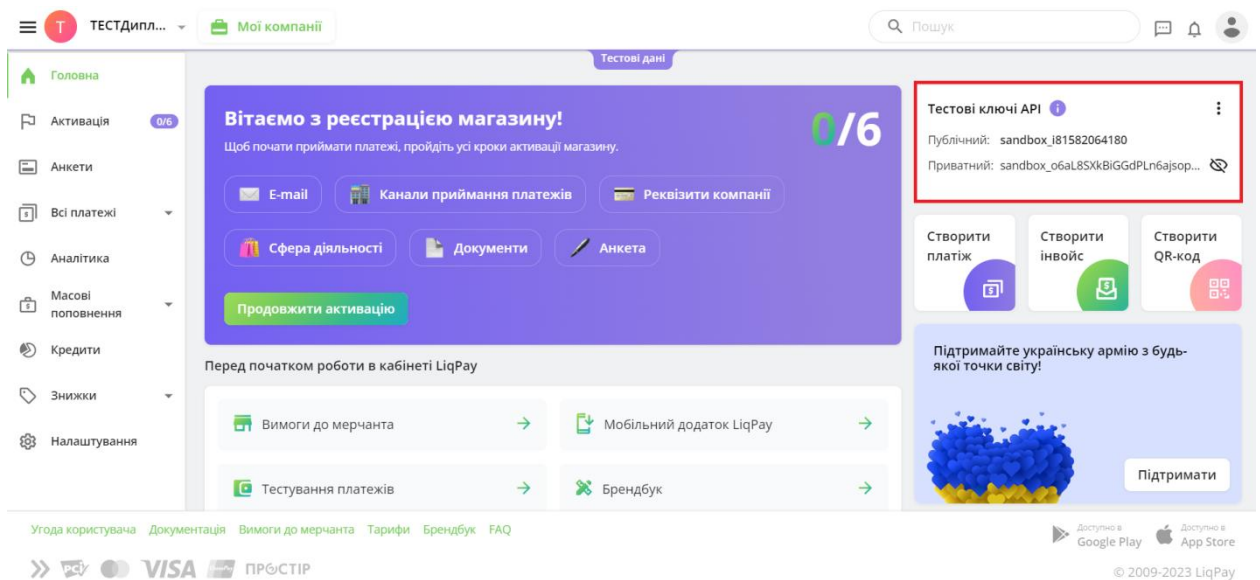 Т ТЕСТДипл... Мої компанії Пошук
Тестові дані
Головна
Активація 0/6
Анкети
Всі платежі
Аналітика
Масові
поповнення
Кредити
Знижки
Налаштування
Вітаємо з реєстрацією магазину!
0/6
Щоб почати приймати платежі, пройдіть усі кроки активації магазину.
E-mail Канали приймання платежів Реквізити компанії
Сфера діяльності Документи Анкета
Продовжити активацію
Перед початком роботи в кабінеті LiqPay
Вимоги до мерчанта Мобільний додаток LiqPay
Тестування платежів Брендбук
Тестові ключі API
Публічний: sandbox_i81582064180
Приватний: sandbox_o6aL8SXkBiGGdPLn6ajsop...
Створити
платіж
Створити
інвойс
Створити
QR-код
Підтримайте українську армію з будь-
якої точки світу!
Підтримати
Угода користувача Документація Вимоги до мерчанта Тарифи Брендбук FAQ
Доступно в
Google Play
Доступно в
App Store
PCI VISA ПРОСТІР
© 2009-2023 LiqPay